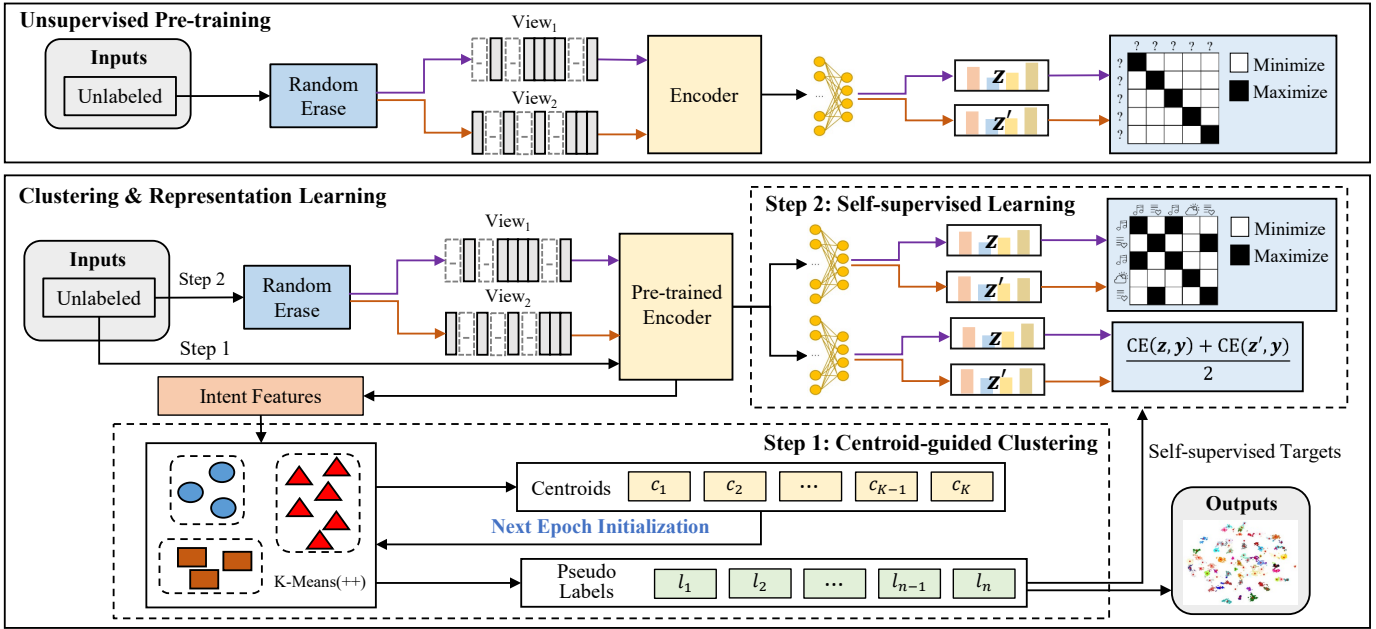 Unsupervised Pre-training
Inputs
Unlabeled
Random
Erase
View1
View2
Encoder
...
z
z′
? ? ? ? ?
?
?
?
?
?
Minimize
Maximize
Clustering & Representation Learning
Inputs
Unlabeled
Step 2
Step 1
Random
Erase
View1
View2
Pre-trained
Encoder
Step 2: Self-supervised Learning
...
z
z′
Minimize
Maximize
...
z
z′
CE(z, y) + CE(z′, y)
2
Intent Features
Step 1: Centroid-guided Clustering
K-Means(++)
Centroids
c1 c2 ... cK−1 cK
Next Epoch Initialization
Pseudo
Labels
l1 l2 ... ln−1 ln
Self-supervised Targets
Outputs